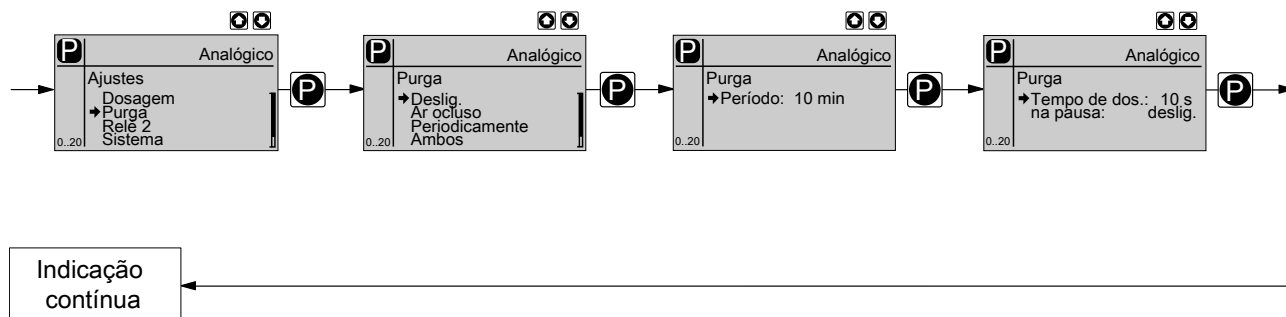 P Analógico
Ajustes
Dosagem
Purga
Relé 2
Sistema
0..20
P
P Analógico
Purga
Deslig.
Ar ocluso
Periodicamente
Ambos
0..20
P
P Analógico
Purga
Período: 10 min
0..20
P
P Analógico
Purga
Tempo de dos.: 10 s
na pausa: deslig.
0..20
P
Indicação
contínua